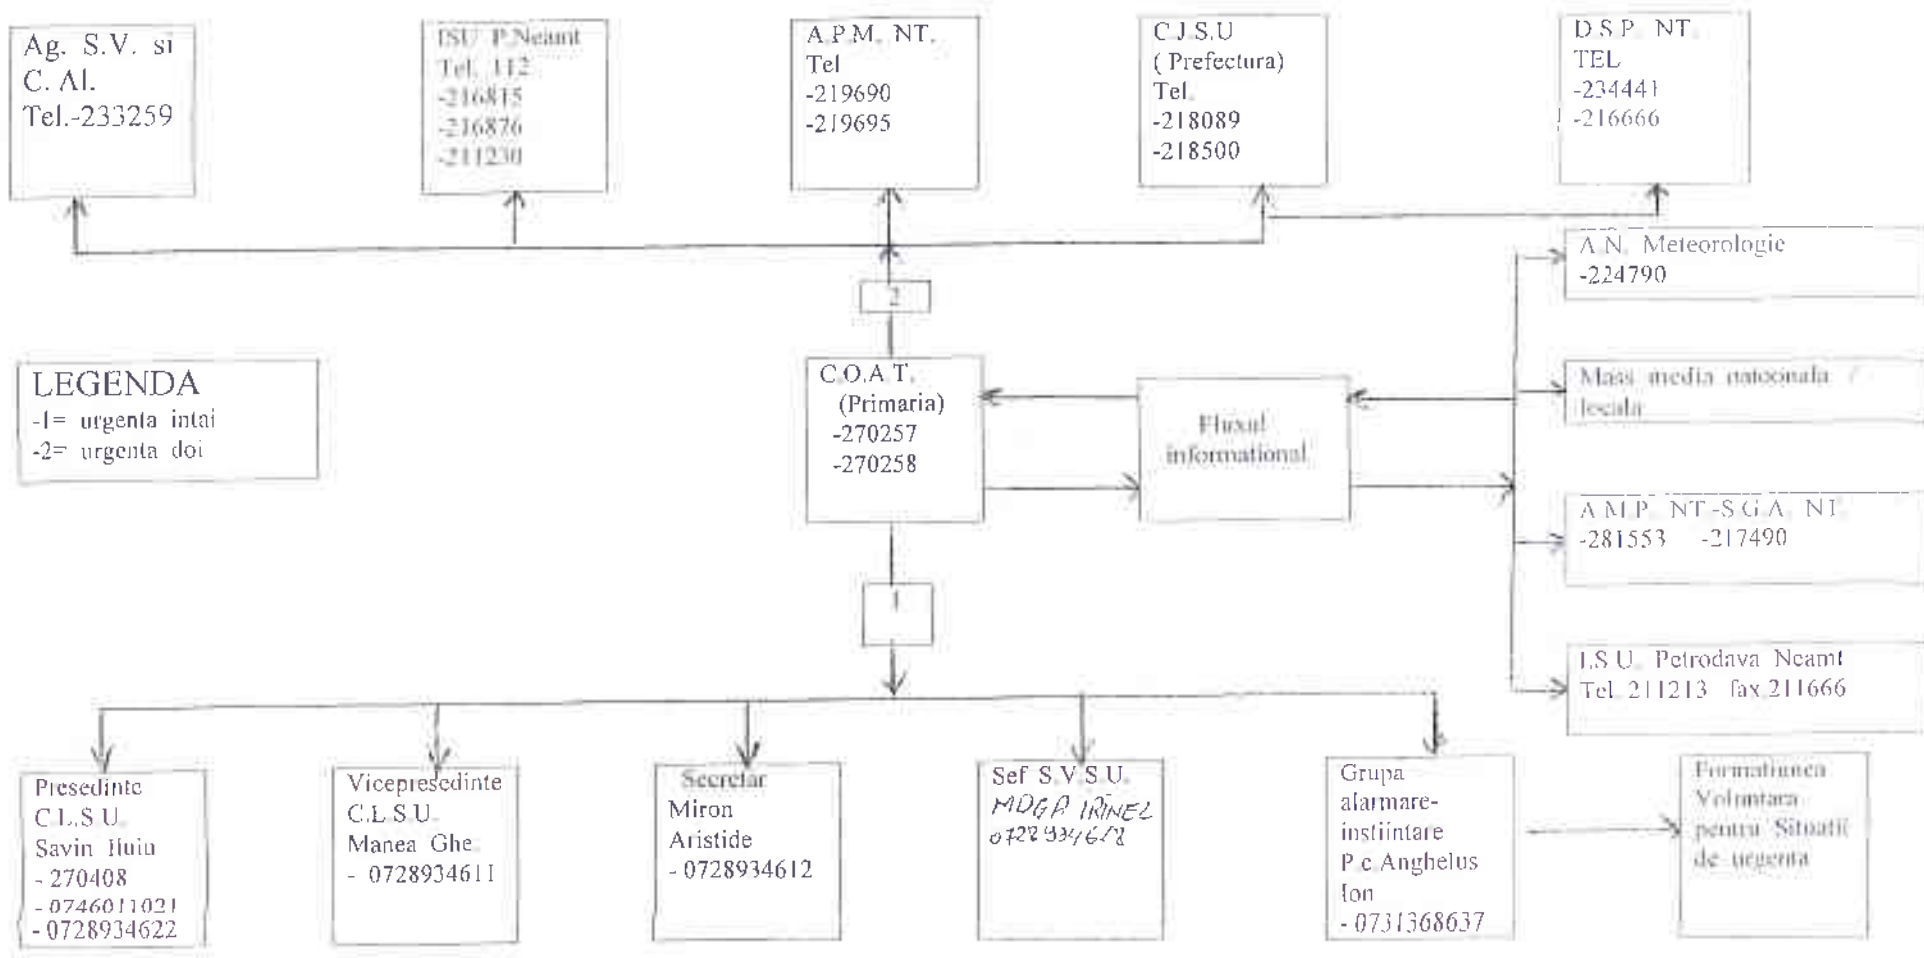 Ag. S.V. si
C. Al.
Tel.-233259
ISU P.Neamt
Tel. 112
-216815
-216876
-211230
A.P.M. NT.
Tel
-219690
-219695
C.J.S.U
( Prefectura)
Tel.
-218089
-218500
D.S.P. NT.
TEL
-234441
-216666
A.N. Meteorologie
-224790
2
LEGENDA
-1= urgenta intai
-2= urgenta doi
C.O.A.T.
(Primaria)
-270257
-270258
Fluxul
informational
Mass media natoonala /
locala
A.M.P. NT.-S.G.A. NT.
-281553 -217490
1
I.S.U. Petrodava Neamt
Tel. 211213 fax.211666
Presedinte
C.L.S.U.
Savin Huiu
- 270408
- 0746011021
- 0728934622
Vicepresedinte
C.L.S.U.
Manea Ghe.
- 0728934611
Secretar
Miron
Aristide
- 0728934612
Sef S.V.S.U.
IRINEL
Grupa
alarmare-
instiintare
P.c.Anghelus
Ion
- 0731368637
Formatiunea
Voluntara
pentru Situatii
de urgenta